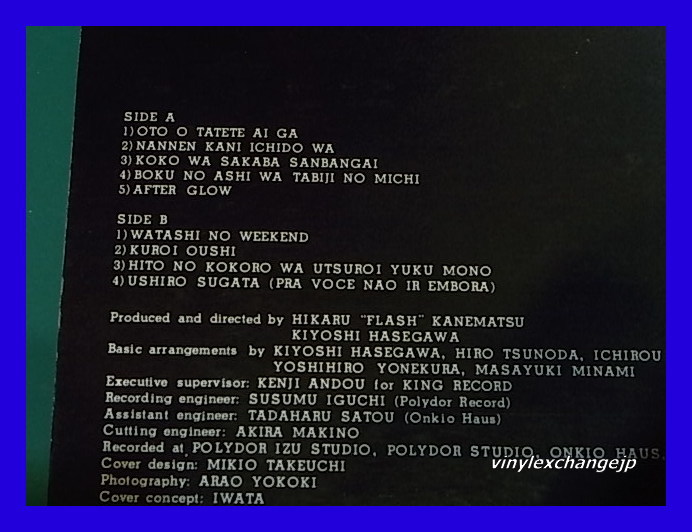 SIDE A
1) OTO O TATETE AI GA
2) NANNEN KANI ICHIDO WA
3) KOKO WA SAKABA SANBANGAI
4) BOKU NO ASHI WA TABIJI NO MICHI
5) AFTER GLOW
SIDE B
1) WATASHI NO WEEKEND
2) KUROI OUSHI
3) HITO NO KOKORO WA UTSUROI YUKU MONO
4) USHIRO SUGATA (PRA VOCE NAO IR EMBORA)
Produced and directed by HIKARU "FLASH" KANEMATSU
KIYOSHI HASEGAWA
Basic arrangements by KIYOSHI HASEGAWA, HIRO TSUNODA, ICHIROU
YOSHIHIRO YONEKURA, MASAYUKI MINAMI
Executive supervisor: KENJI ANDOU for KING RECORD
Recording engineer: SUSUMU IGUCHI (Polydor Record)
Assistant engineer: TADAHARU SATOU (Onkio Haus)
Cutting engineer: AKIRA MAKINO
Recorded at POLYDOR IZU STUDIO, POLYDOR STUDIO, ONKIO HAUS.
vinylexchangejp
Cover design: MIKIO TAKEUCHI
Photography: ARAO YOKOKI
Cover concept: IWATA